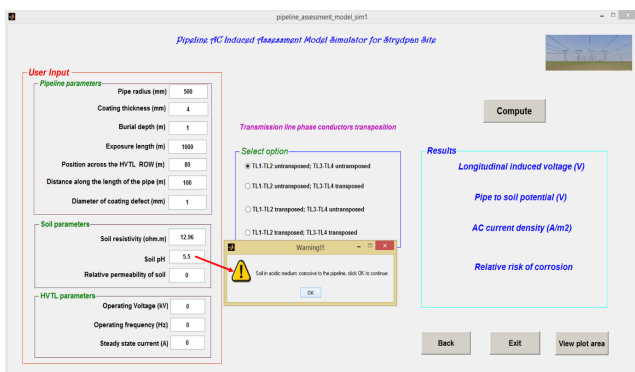 pipeline_assessment_model_sim1
Pipeline AC Induced Assessment Model Simulator for Strydpan Site
User Input
Pipeline parameters
Pipe radius (mm) 500
Coating thickness (mm) 4
Burial depth (m) 1
Exposure length (m) 1000
Position across the HVTL ROW (m) 80
Distance along the length of the pipe (m) 100
Diameter of coating defect (mm) 1
Soil parameters
Soil resistivity (ohm.m) 12.96
Soil pH 5.5
Relative permeability of soil 0
HVTL parameters
Operating Voltage (kV) 0
Operating frequency (Hz) 0
Steady state current (A) 0
Transmission line phase conductors transposition
Select option
TL1-TL2 untransposed; TL3-TL4 untransposed
TL1-TL2 untransposed; TL3-TL4 transposed
TL1-TL2 transposed; TL3-TL4 untransposed
TL1-TL2 transposed; TL3-TL4 transposed
Warning!!!
Soil in acidic medium: corrosive to the pipeline, click OK to continue
OK
Compute
Results
Longitudinal induced voltage (V)
Pipe to soil potential (V)
AC current density (A/m2)
Relative risk of corrosion
Back
Exit
View plot area